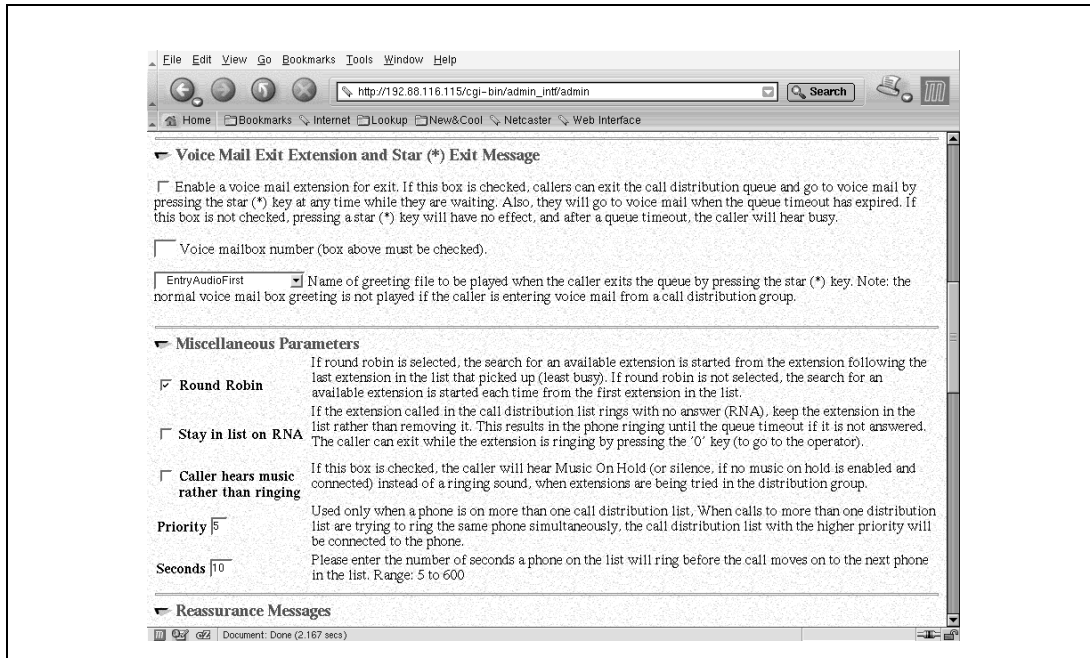 File Edit View Go Bookmarks Tools Window Help
http://192.88.116.115/cgi-bin/admin_intf/admin
Search
Home Bookmarks Internet Lookup New&Cool Netcaster Web Interface
Voice Mail Exit Extension and Star (*) Exit Message
Enable a voice mail extension for exit. If this box is checked, callers can exit the call distribution queue and go to voice mail by
pressing the star (*) key at any time while they are waiting. Also, they will go to voice mail when the queue timeout has expired. If
this box is not checked, pressing a star (*) key will have no effect, and after a queue timeout, the caller will hear busy.
Voice mailbox number (box above must be checked).
EntryAudioFirst Name of greeting file to be played when the caller exits the queue by pressing the star (*) key. Note: the
normal voice mail box greeting is not played if the caller is entering voice mail from a call distribution group.
Miscellaneous Parameters
Round Robin
If round robin is selected, the search for an available extension is started from the extension following the
last extension in the list that picked up (least busy). If round robin is not selected, the search for an
available extension is started each time from the first extension in the list.
Stay in list on RNA
If the extension called in the call distribution list rings with no answer (RNA), keep the extension in the
list rather than removing it. This results in the phone ringing until the queue timeout if it is not answered.
The caller can exit while the extension is ringing by pressing the '0' key (to go to the operator).
Caller hears music
rather than ringing
If this box is checked, the caller will hear Music On Hold (or silence, if no music on hold is enabled and
connected) instead of a ringing sound, when extensions are being tried in the distribution group.
Priority 5
Used only when a phone is on more than one call distribution list, When calls to more than one distribution
list are trying to ring the same phone simultaneously, the call distribution list with the higher priority will
be connected to the phone.
Seconds 10
Please enter the number of seconds a phone on the list will ring before the call moves on to the next phone
in the list. Range: 5 to 600
Reassurance Messages
Document: Done (2.167 secs)